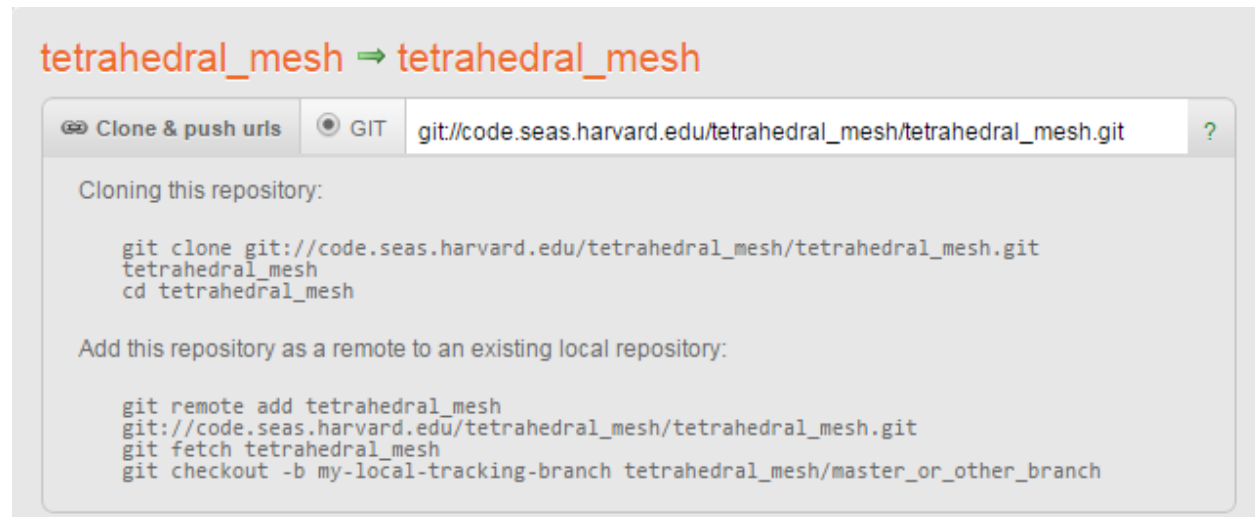 tetrahedral_mesh ⇒ tetrahedral_mesh
Clone & push urls GIT git://code.seas.harvard.edu/tetrahedral_mesh/tetrahedral_mesh.git ?
Cloning this repository:
git clone git://code.seas.harvard.edu/tetrahedral_mesh/tetrahedral_mesh.git
tetrahedral_mesh
cd tetrahedral_mesh
Add this repository as a remote to an existing local repository:
git remote add tetrahedral_mesh
git://code.seas.harvard.edu/tetrahedral_mesh/tetrahedral_mesh.git
git fetch tetrahedral_mesh
git checkout -b my-local-tracking-branch tetrahedral_mesh/master_or_other_branch